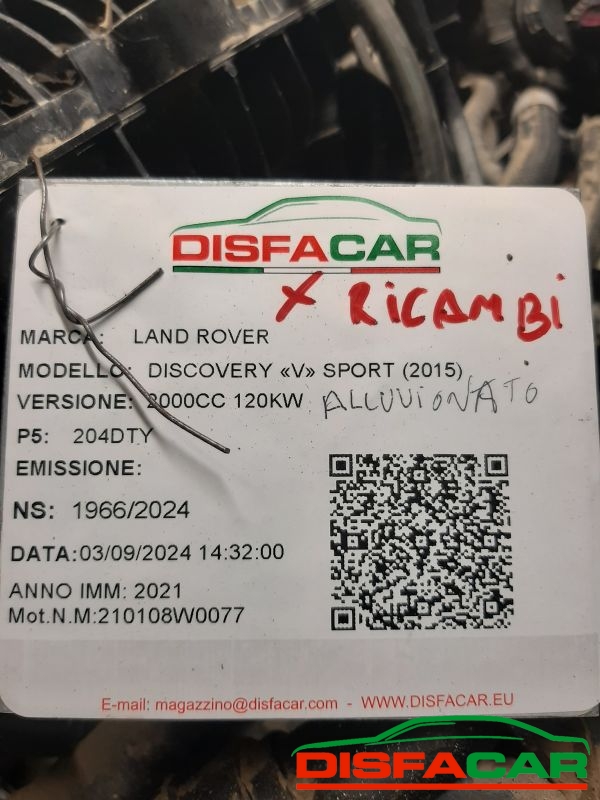 DISFACAR
X RICAMBI
MARCA: LAND ROVER
MODELLO: DISCOVERY «V» SPORT (2015)
VERSIONE: 2000CC 120KW ALLUVIONATO
P5: 204DTY
EMISSIONE:
NS: 1966/2024
DATA:03/09/2024 14:32:00
ANNO IMM: 2021
Mot.N.M:210108W0077
E-mail: magazzino@disfacar.com - WWW.DISFACAR.EU
DISFACAR